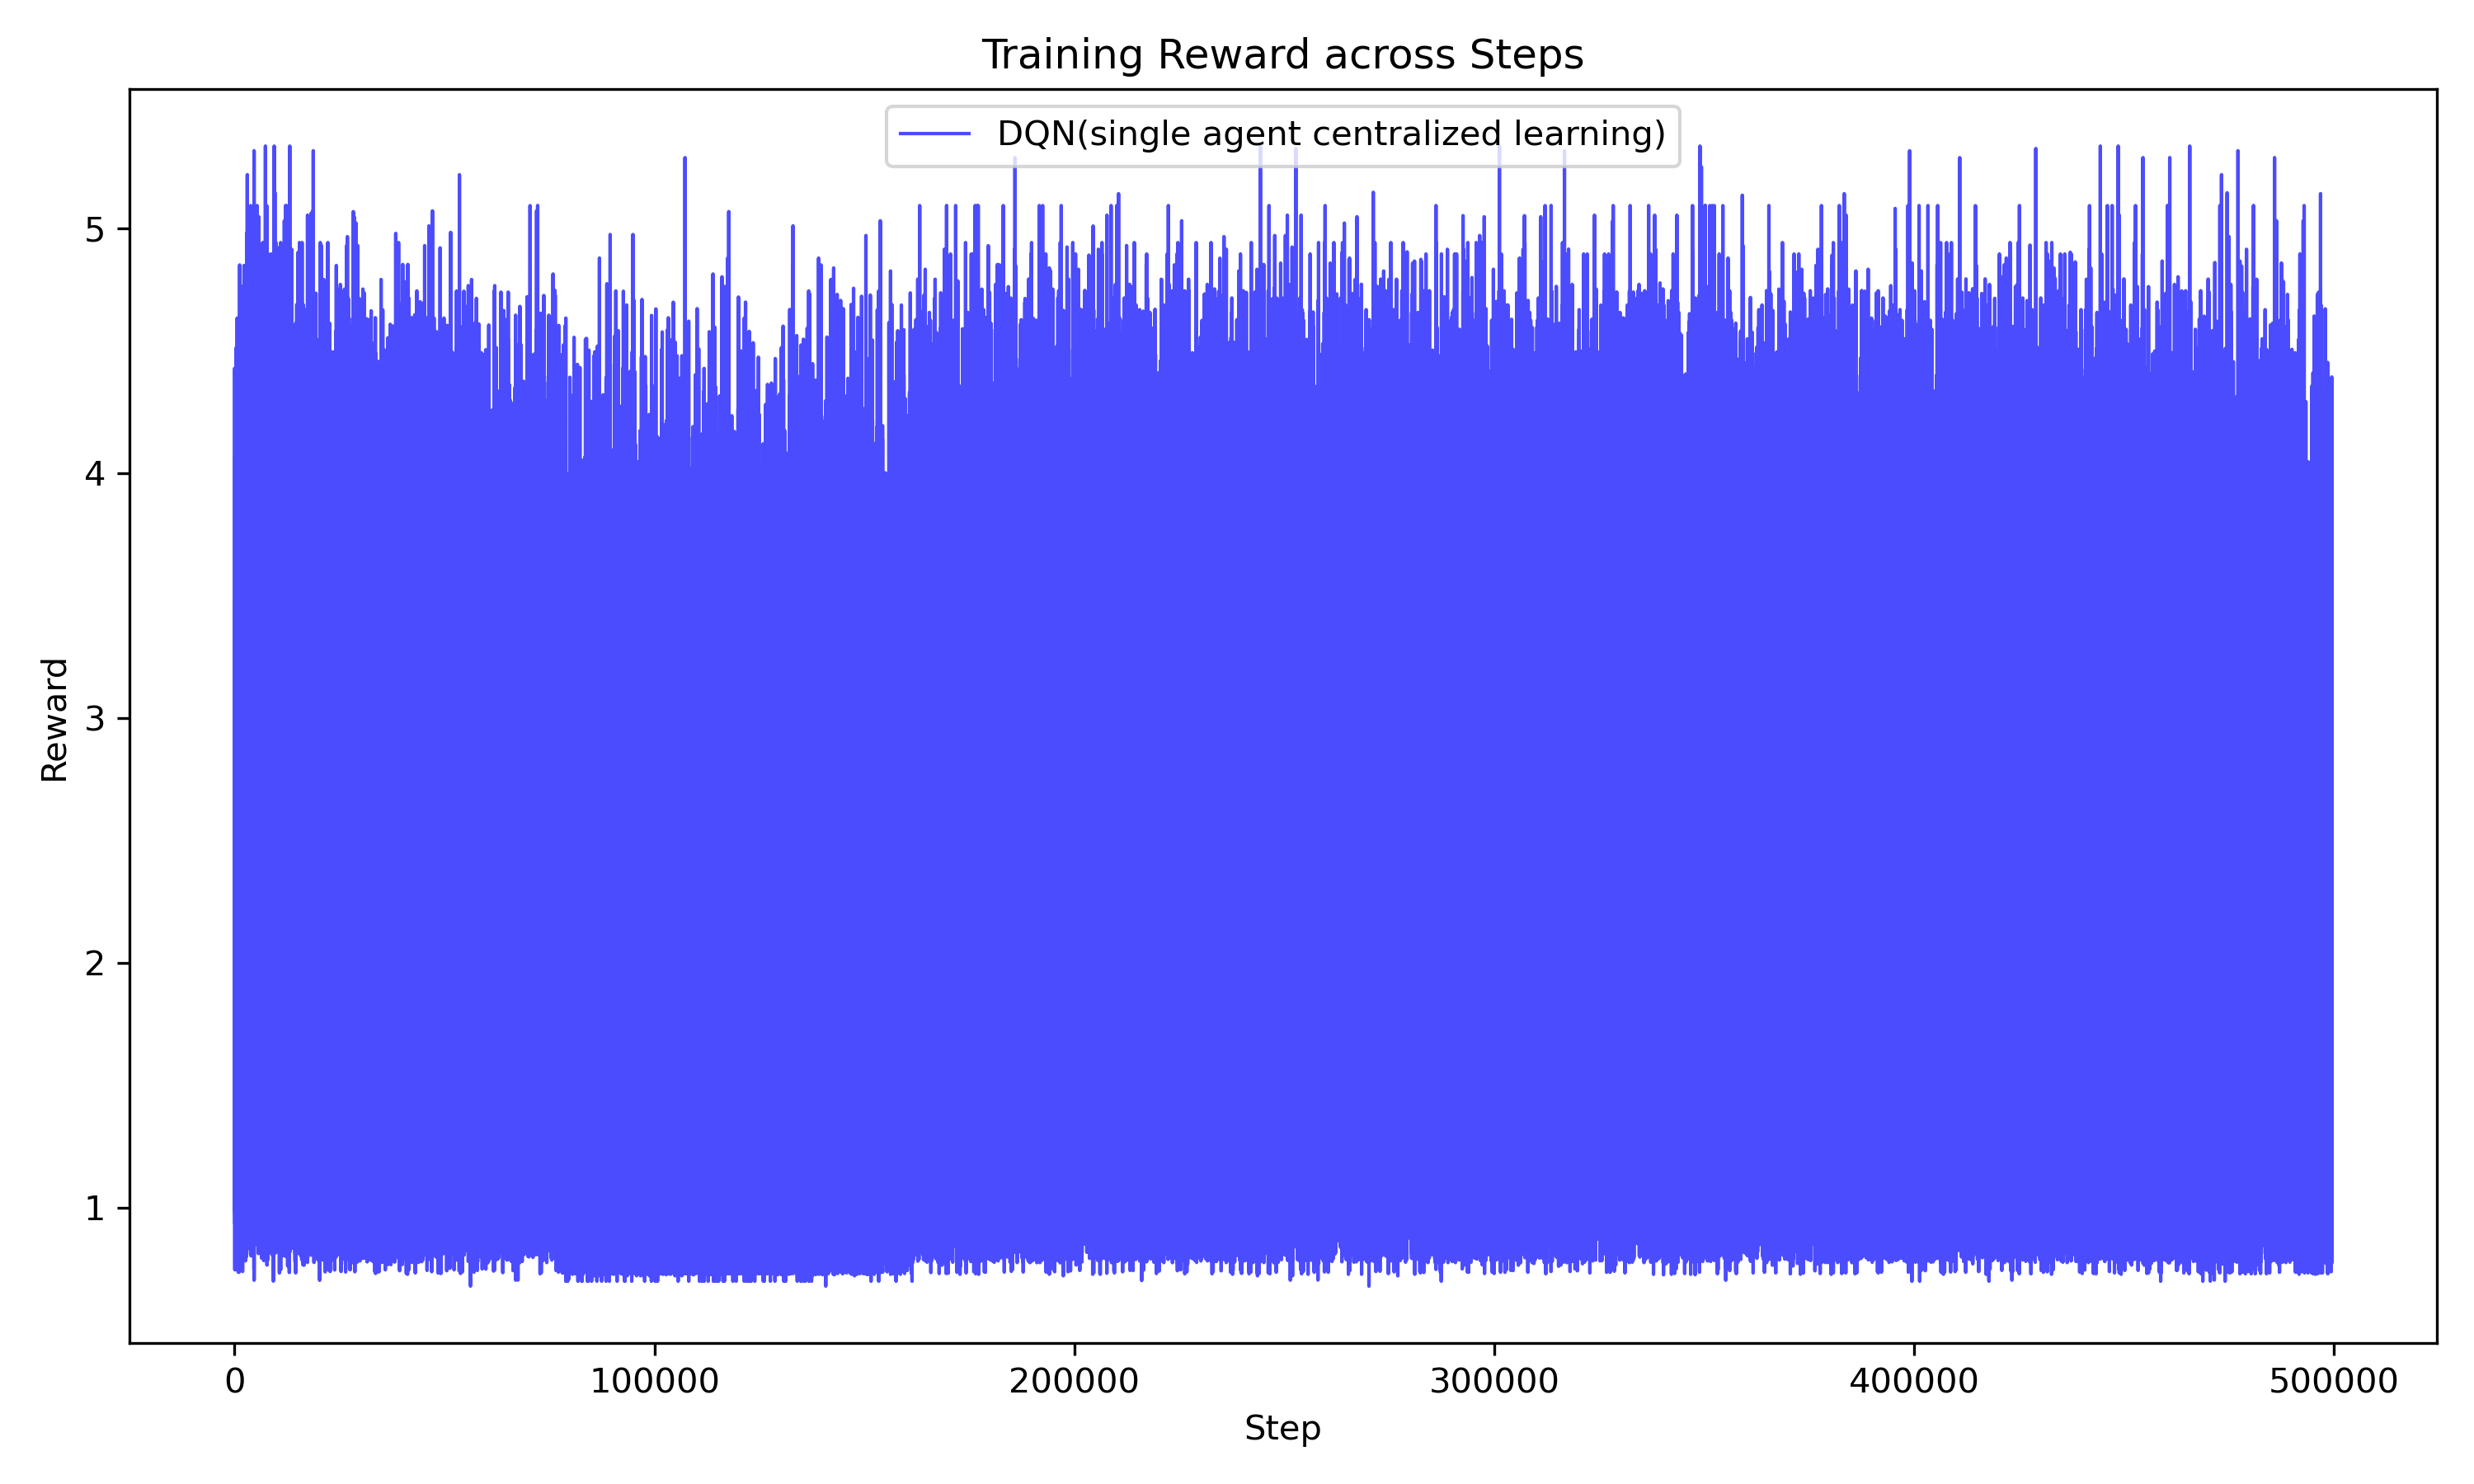 Training Reward across Steps
DQN(single agent centralized learning)
Reward
5
4
3
2
1
0 100000 200000 300000 400000 500000
Step